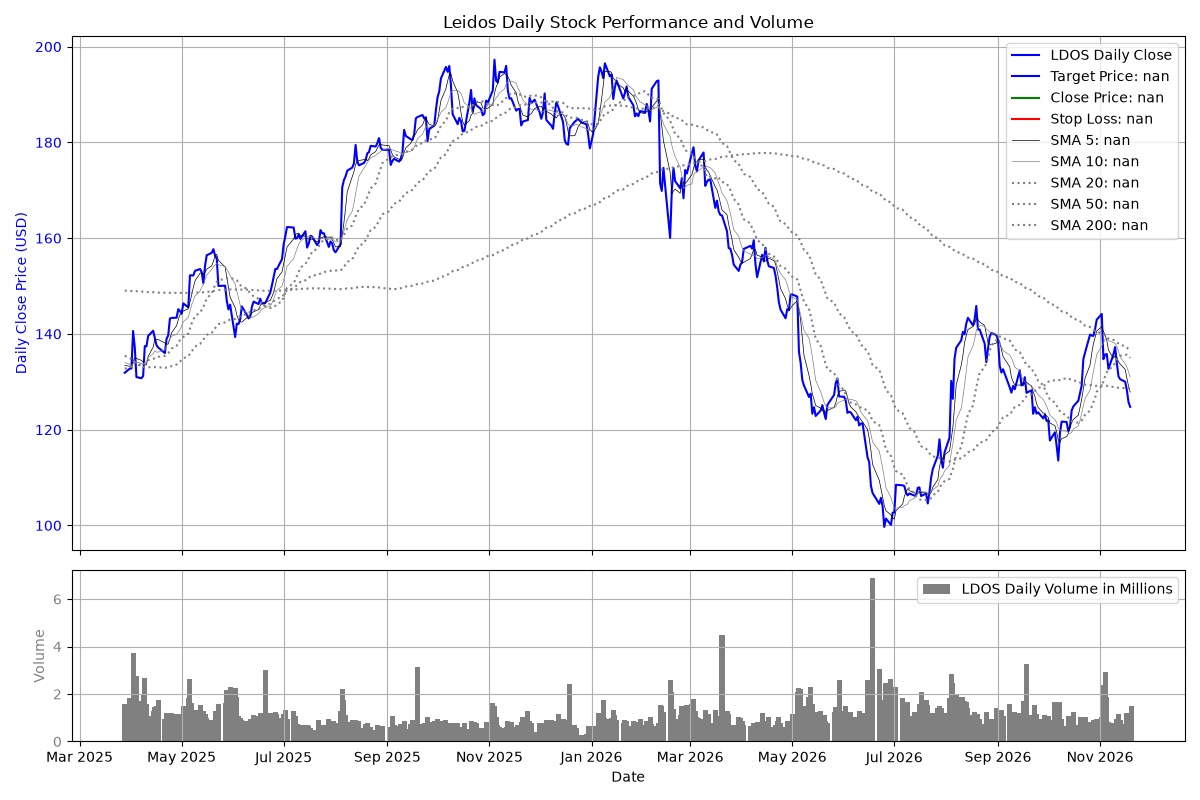 Leidos Daily Stock Performance and Volume
Daily Close Price (USD)
200
180
160
140
120
100
LDOS Daily Close
Target Price: nan
Close Price: nan
Stop Loss: nan
SMA 5: nan
SMA 10: nan
SMA 20: nan
SMA 50: nan
SMA 200: nan
Volume
6
4
2
0
LDOS Daily Volume in Millions
Mar 2025 May 2025 Jul 2025 Sep 2025 Nov 2025 Jan 2026 Mar 2026 May 2026 Jul 2026 Sep 2026 Nov 2026
Date